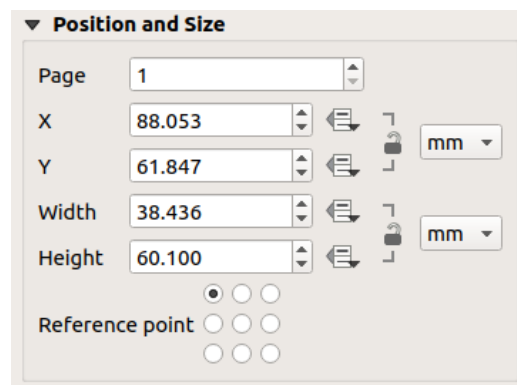 Position and Size
Page 1
X 88.053
mm
Y 61.847
Width 38.436
mm
Height 60.100
Reference point